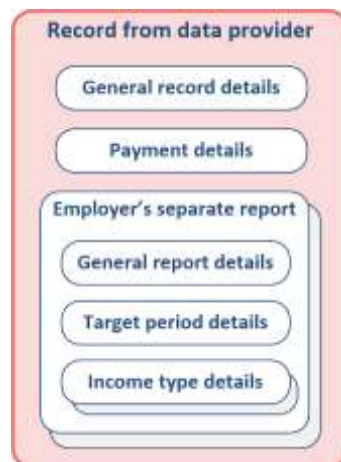 Record from data provider
General record details
Payment details
Employer's separate report
General report details
Target period details
Income type details